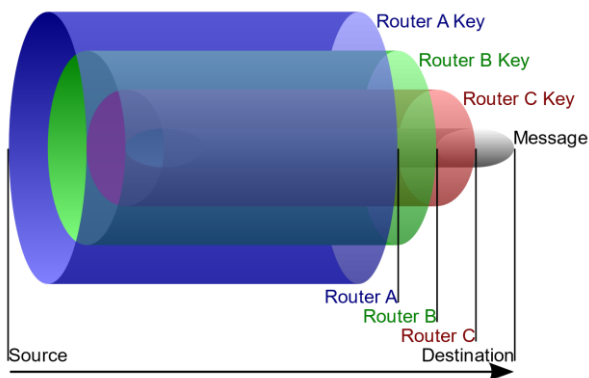 Router A Key
Router B Key
Router C Key
Message
Router A
Router B
Router C
Source
Destination